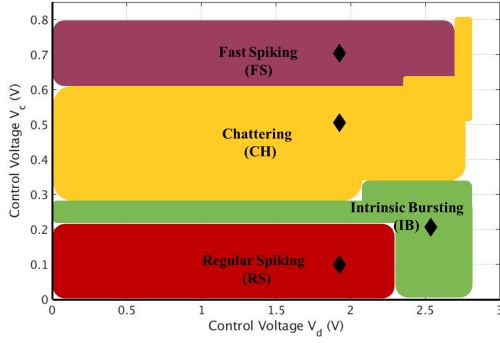 0.8
0.7
0.6
0.5
0.4
0.3
0.2
0.1
0
Control Voltage V_c (V)
Fast Spiking
(FS)
Chattering
(CH)
Intrinsic Bursting
(IB)
Regular Spiking
(RS)
0 0.5 1 1.5 2 2.5 3
Control Voltage V_d (V)